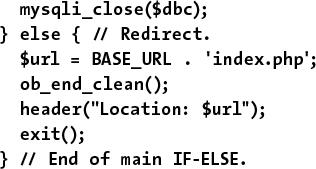 mysqli_close($dbc);
} else { // Redirect.
$url = BASE_URL . 'index.php';
ob_end_clean();
header("Location: $url");
exit();
} // End of main IF-ELSE.